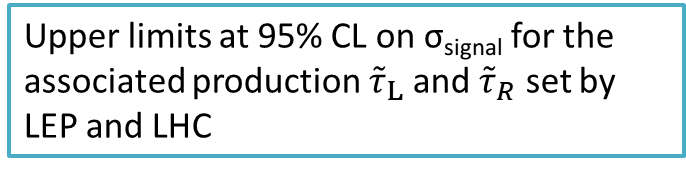 Upper limits at 95% CL on σsignal for the
associated production τ̃L and τ̃R set by
LEP and LHC